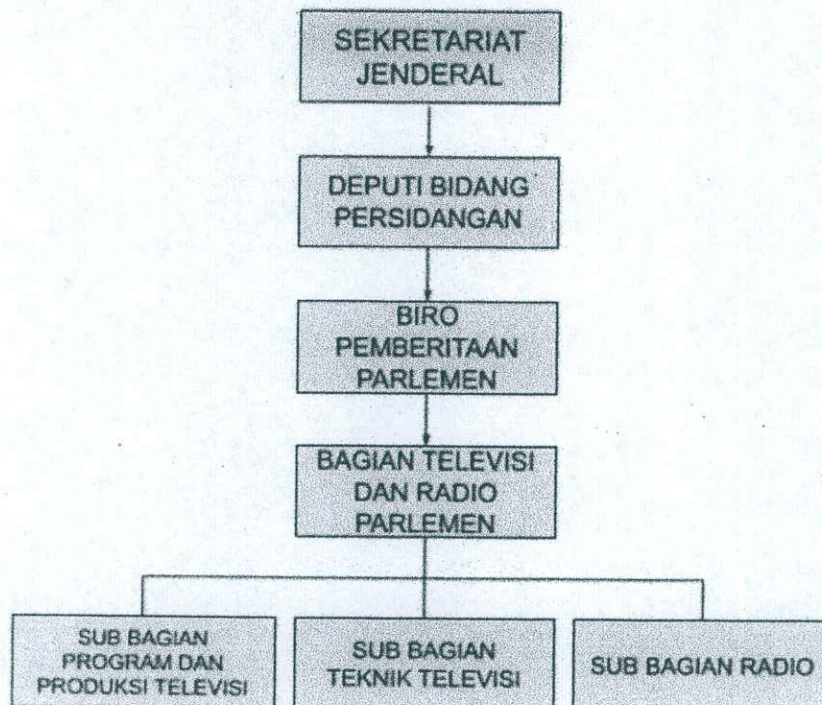 SEKRETARIAT
JENDERAL
DEPUTI BIDANG
PERSIDANGAN
BIRO
PEMBERITAAN
PARLEMEN
BAGIAN TELEVISI
DAN RADIO
PARLEMEN
SUB BAGIAN
PROGRAM DAN
PRODUKSI TELEVISI
SUB BAGIAN
TEKNIK TELEVISI
SUB BAGIAN RADIO